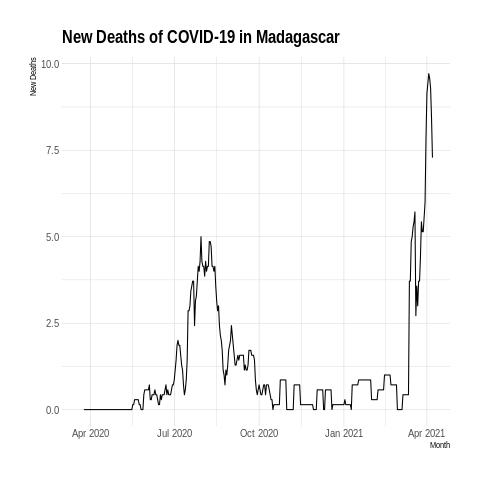 New Deaths of COVID-19 in Madagascar
New Deaths
10.0
7.5
5.0
2.5
0.0
Apr 2020 Jul 2020 Oct 2020 Jan 2021 Apr 2021
Month